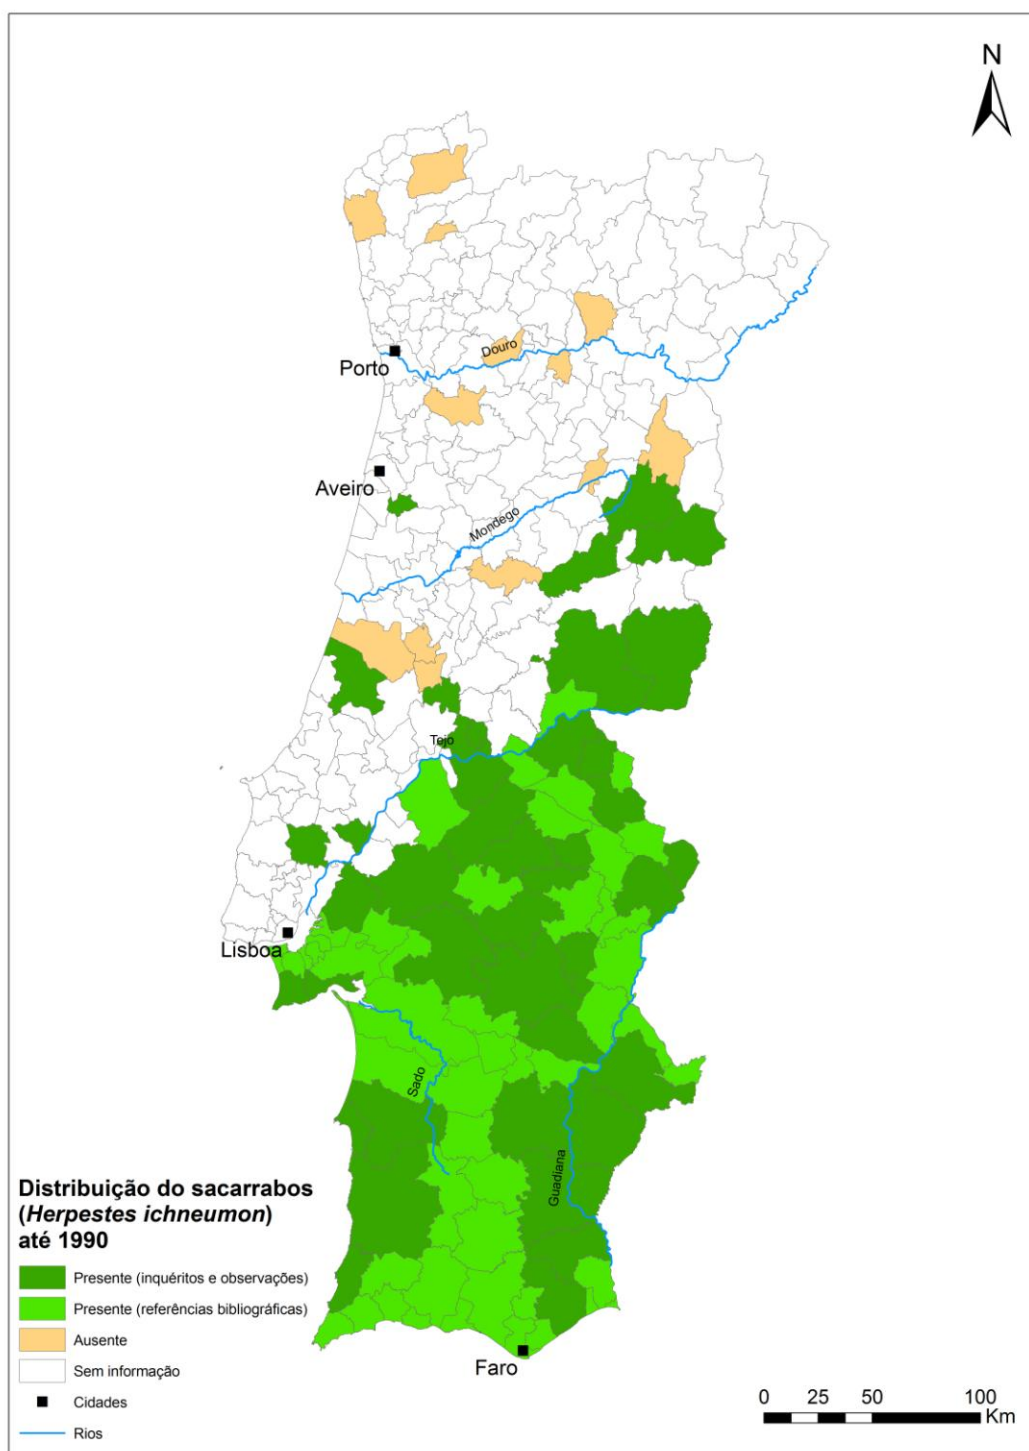 N
Douro
Porto
Aveiro
Mondego
Tejo
Lisboa
Sado
Guadiana
Distribuição do sacarrabos
(Herpestes ichneumon)
até 1990
Presente (inquéritos e observações)
Presente (referências bibliográficas)
Ausente
Sem informação
Cidades
Rios
Faro
0 25 50 100
Km